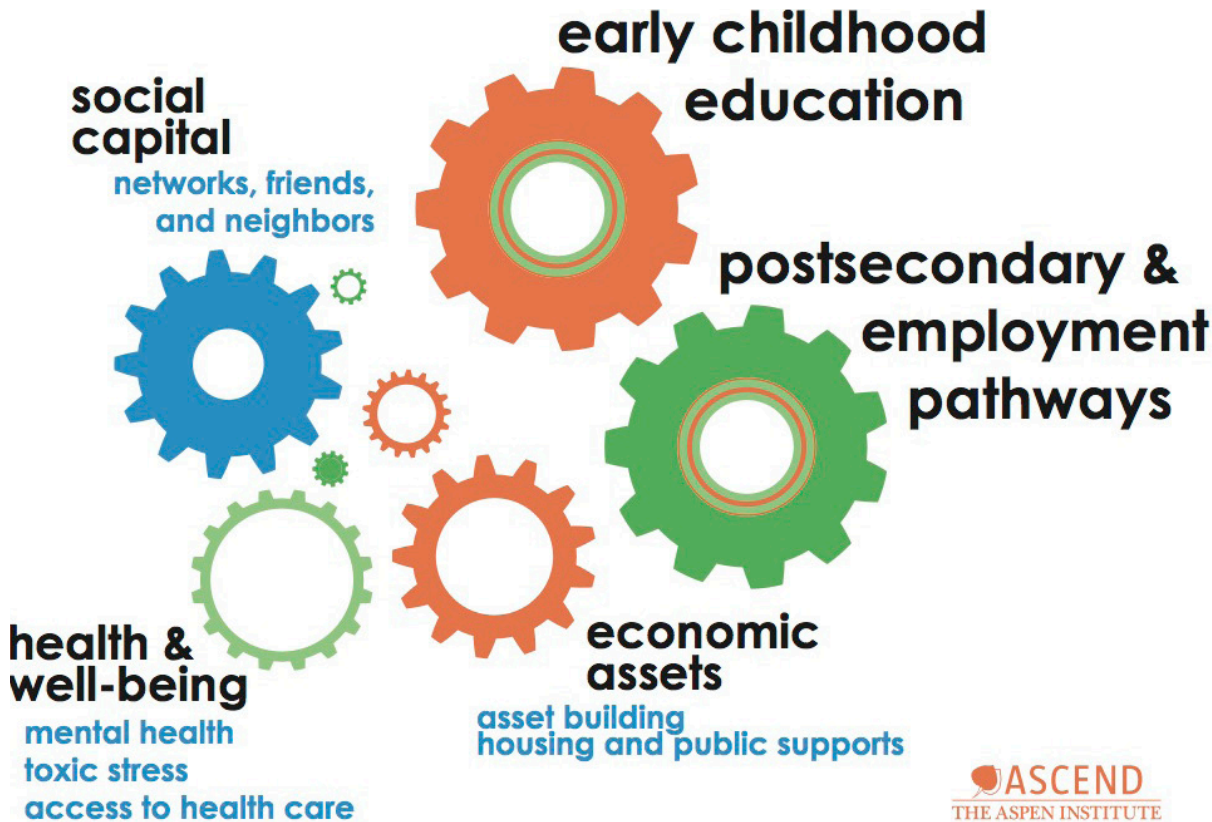 early childhood
education
social
capital
networks, friends,
and neighbors
postsecondary &
employment
pathways
health &
well-being
mental health
toxic stress
access to health care
economic
assets
asset building
housing and public supports
ASCEND
THE ASPEN INSTITUTE